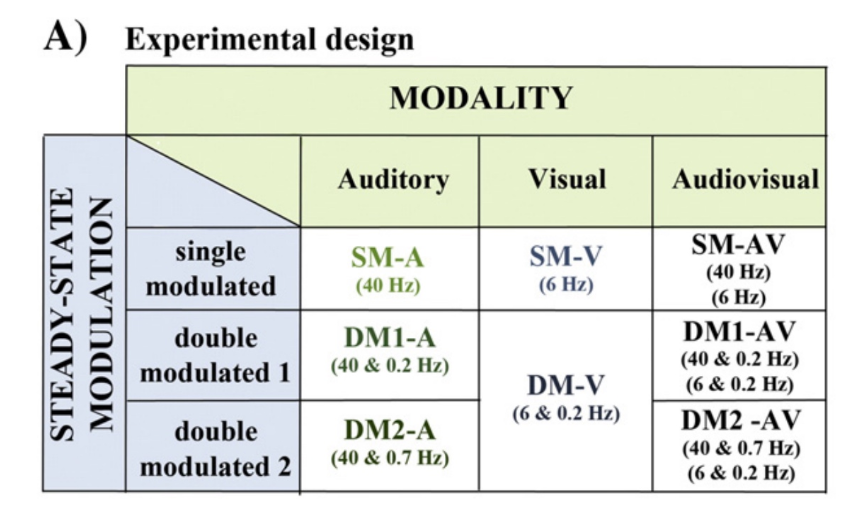 A) Experimental design
MODALITY
STEADY-STATE
MODULATION
Auditory
Visual
Audiovisual
single
modulated
SM-A
(40 Hz)
SM-V
(6 Hz)
SM-AV
(40 Hz)
(6 Hz)
double
modulated 1
DM1-A
(40 & 0.2 Hz)
DM-V
(6 & 0.2 Hz)
DM1-AV
(40 & 0.2 Hz)
(6 & 0.2 Hz)
double
modulated 2
DM2-A
(40 & 0.7 Hz)
DM2 -AV
(40 & 0.7 Hz)
(6 & 0.2 Hz)